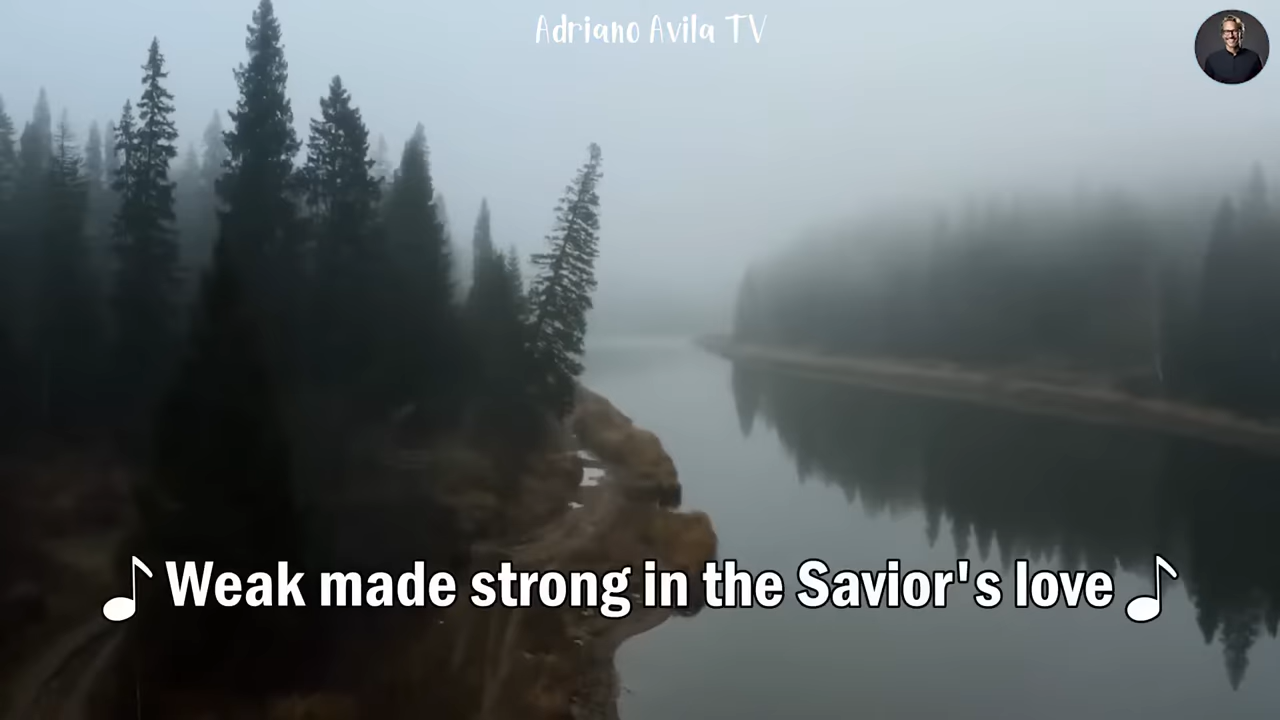 Adriano Avila TV
♪ Weak made strong in the Savior's love ♪